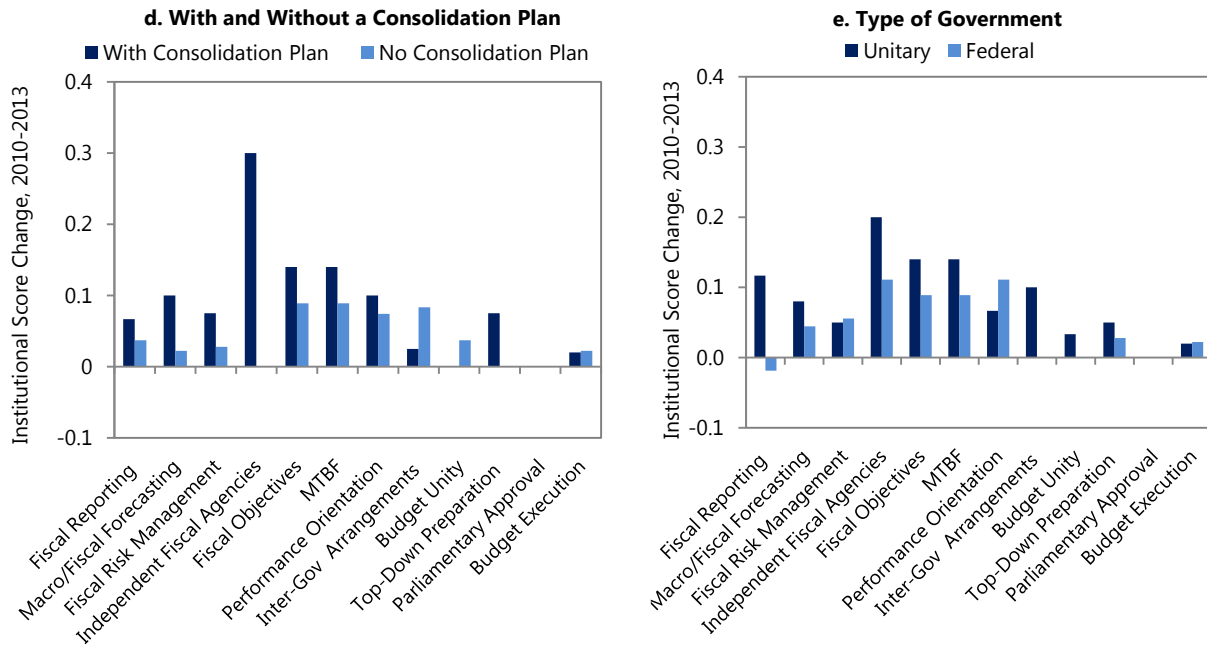 d. With and Without a Consolidation Plan
With Consolidation Plan No Consolidation Plan
Institutional Score Change, 2010-2013
0.4
0.3
0.2
0.1
0
-0.1
Fiscal Reporting
Macro/Fiscal Forecasting
Fiscal Risk Management
Independent Fiscal Agencies
Fiscal Objectives
MTBF
Performance Orientation
Inter-Gov Arrangements
Budget Unity
Top-Down Preparation
Parliamentary Approval
Budget Execution
e. Type of Government
Unitary Federal
Institutional Score Change, 2010-2013
0.4
0.3
0.2
0.1
0.0
-0.1
Fiscal Reporting
Macro/Fiscal Forecasting
Fiscal Risk Management
Independent Fiscal Agencies
Fiscal Objectives
MTBF
Performance Orientation
Inter-Gov Arrangements
Budget Unity
Top-Down Preparation
Parliamentary Approval
Budget Execution